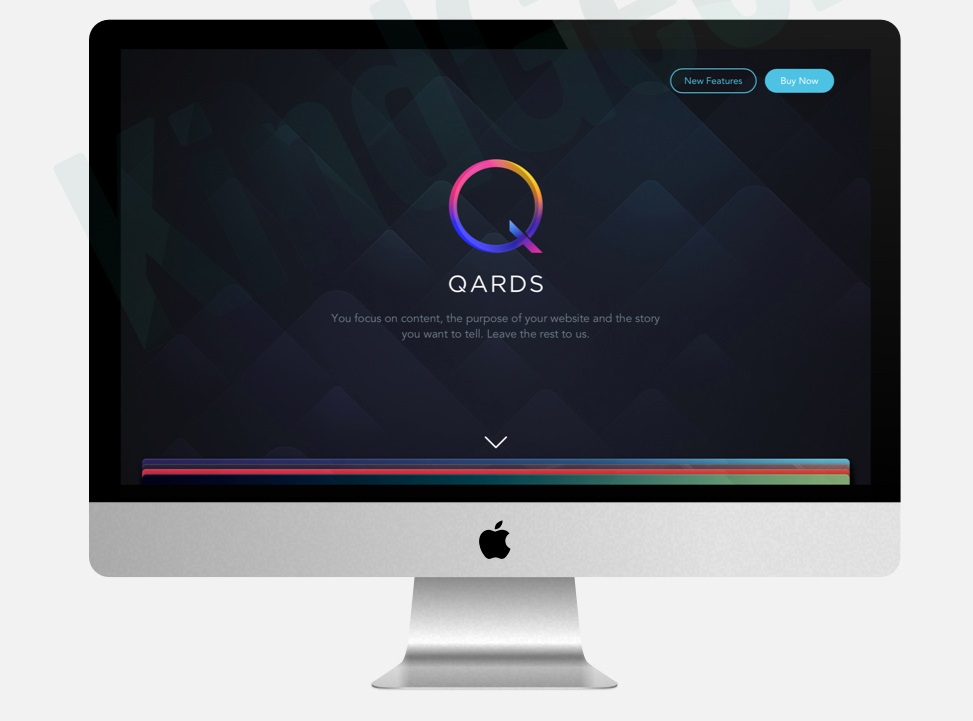 New Features
Buy Now
QARDS
You focus on content, the purpose of your website and the story
you want to tell. Leave the rest to us.